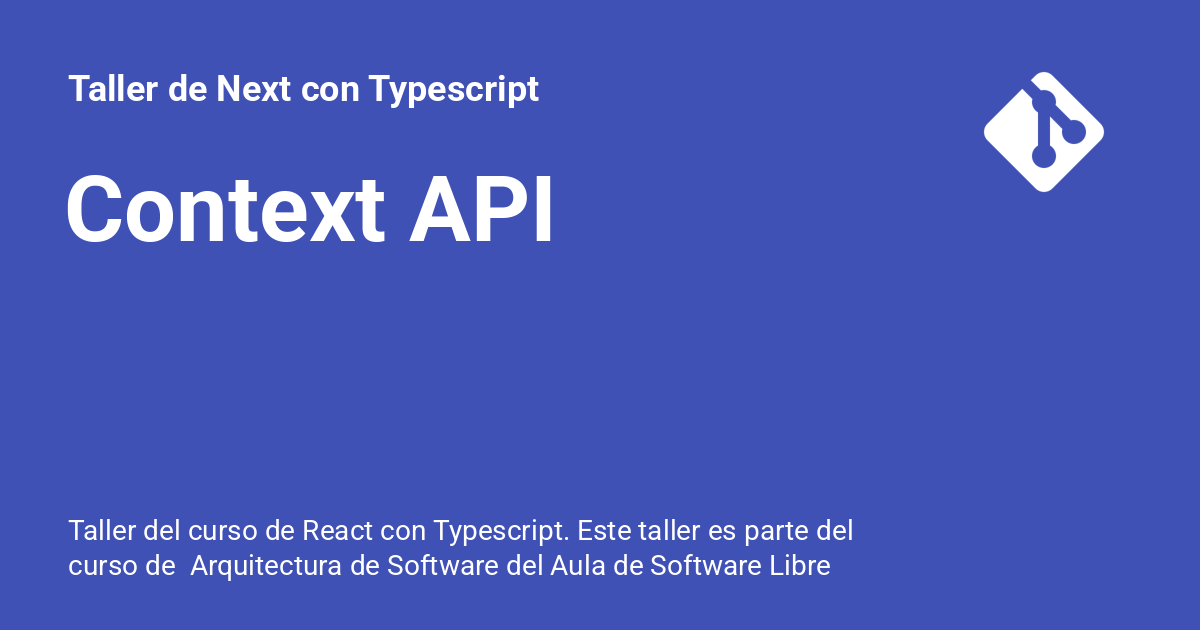 Taller de Next con Typescript
Context API
Taller del curso de React con Typescript. Este taller es parte del
curso de  Arquitectura de Software del Aula de Software Libre